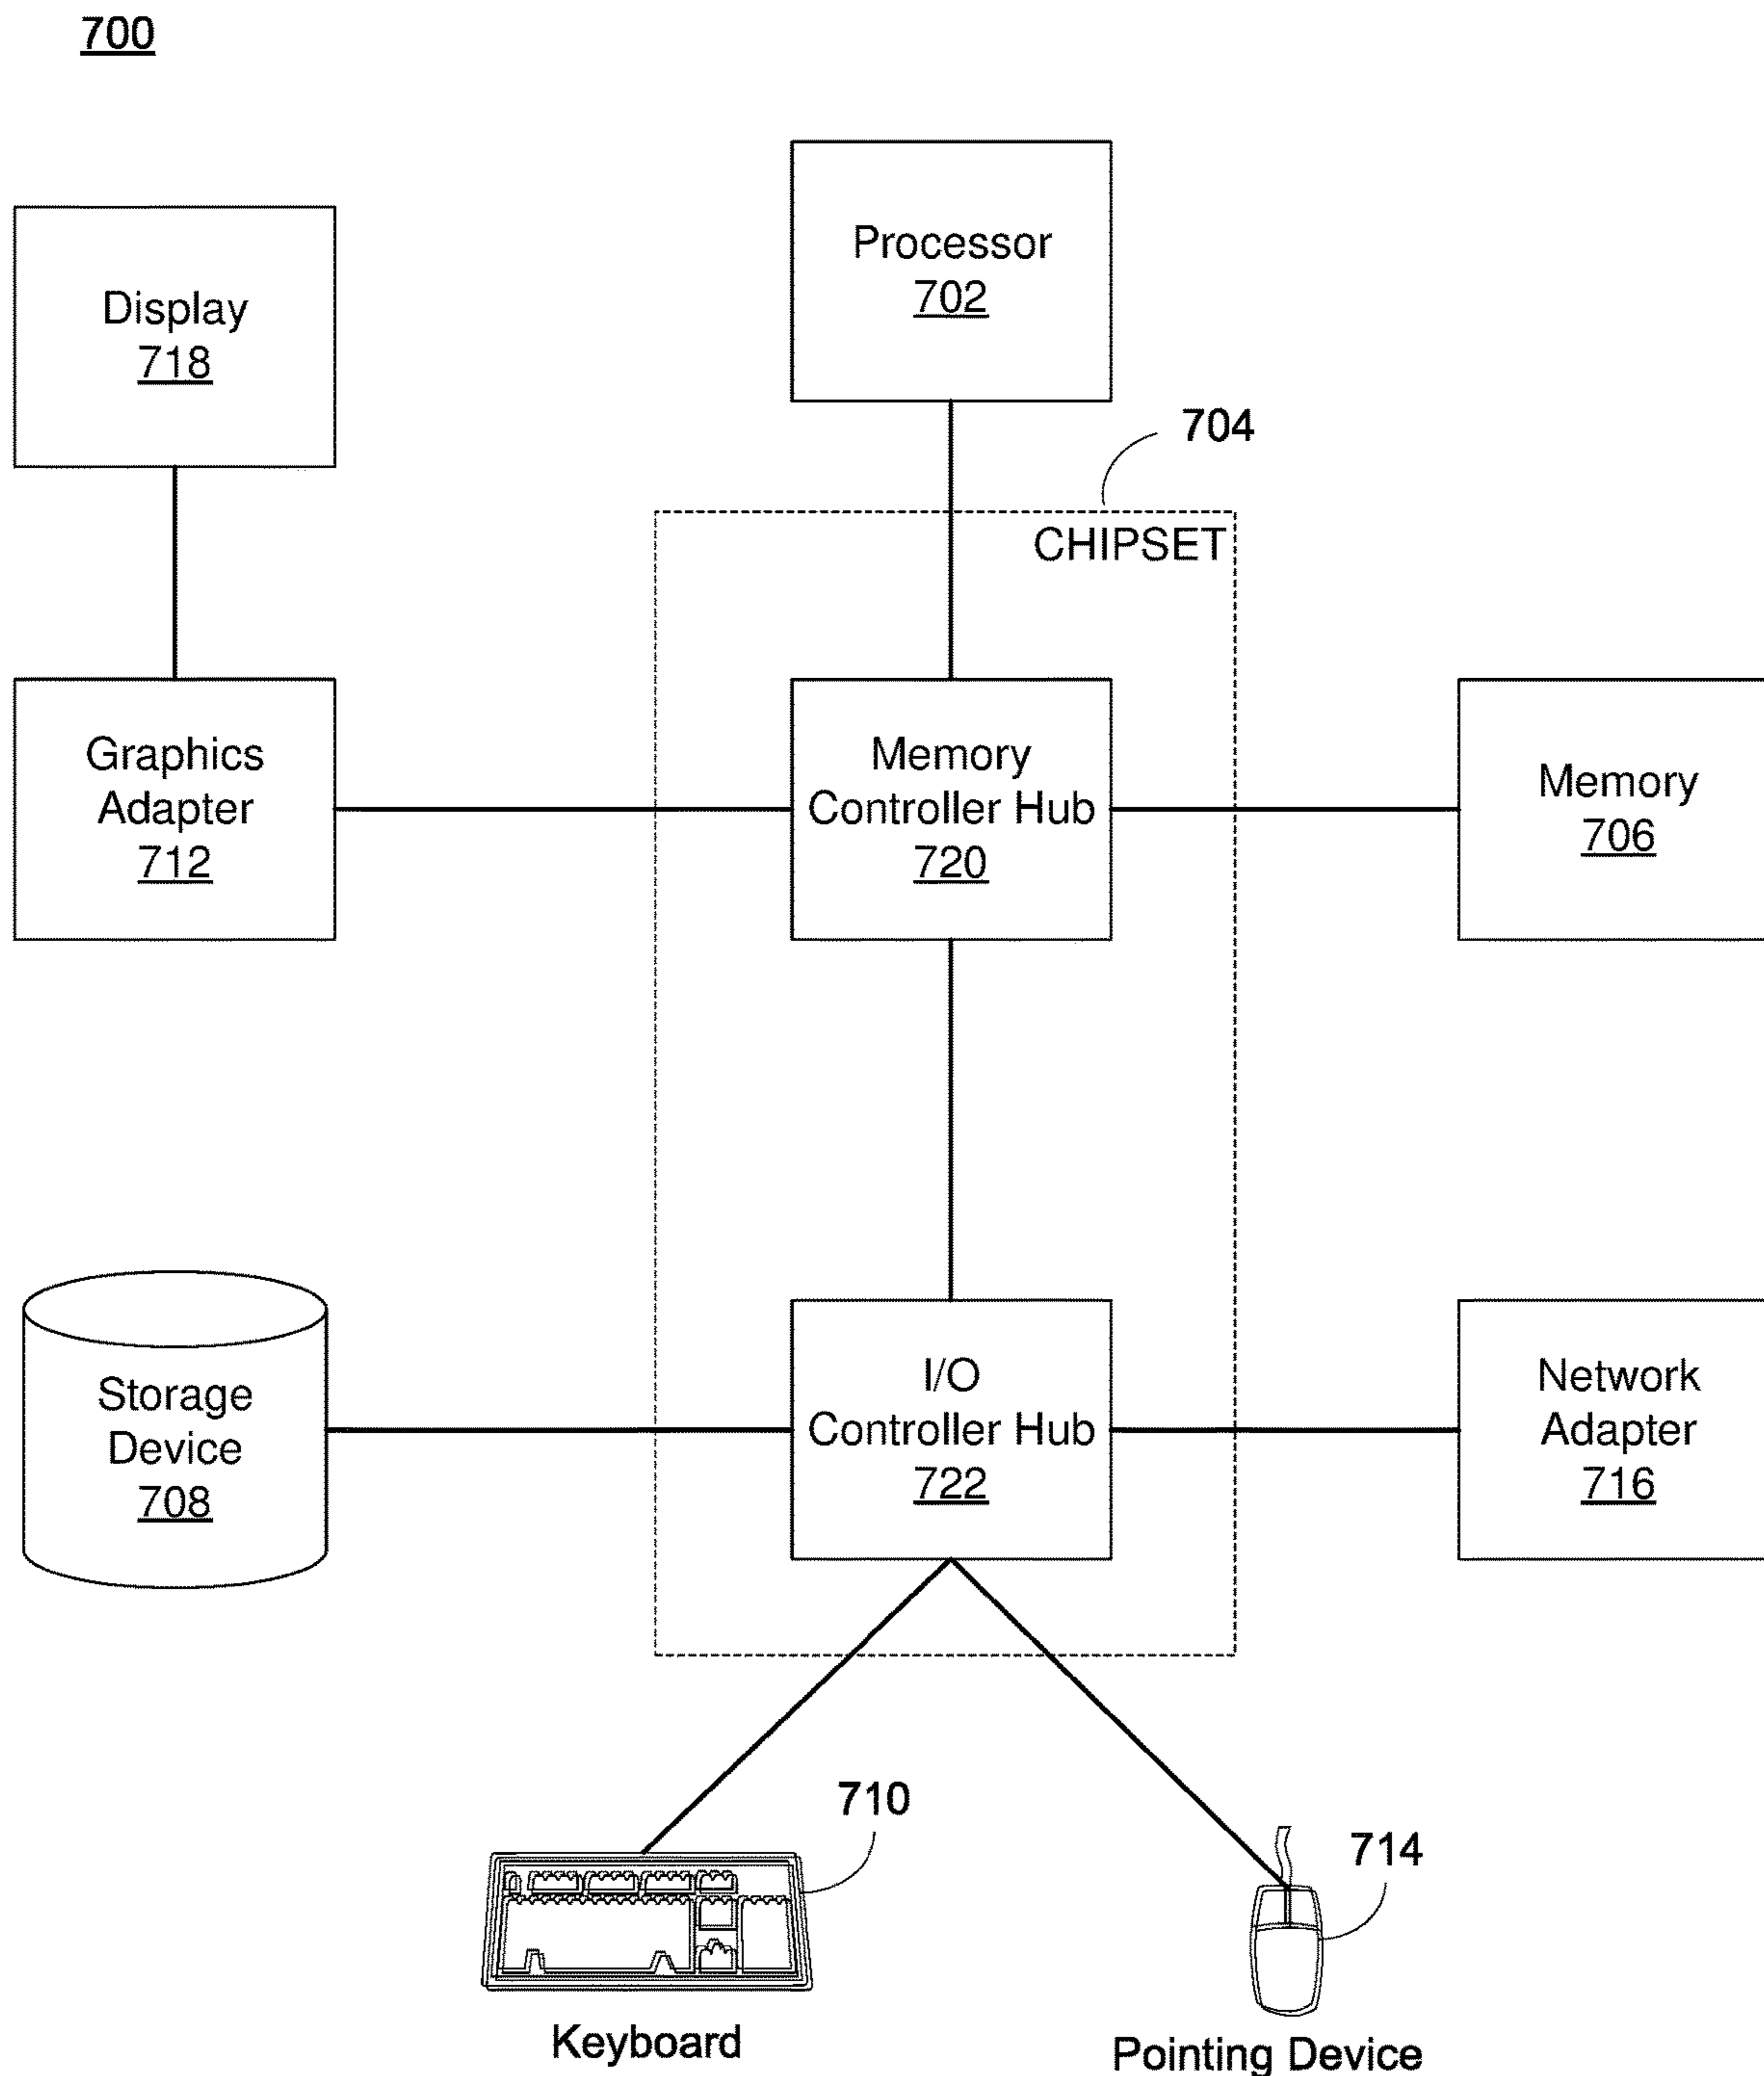 700
Processor
702
Display
718
704
CHIPSET
Graphics
Adapter
712
Memory
Controller Hub
720
Memory
706
Storage
Device
708
I/O
Controller Hub
722
Network
Adapter
716
710
714
Keyboard
Pointing Device